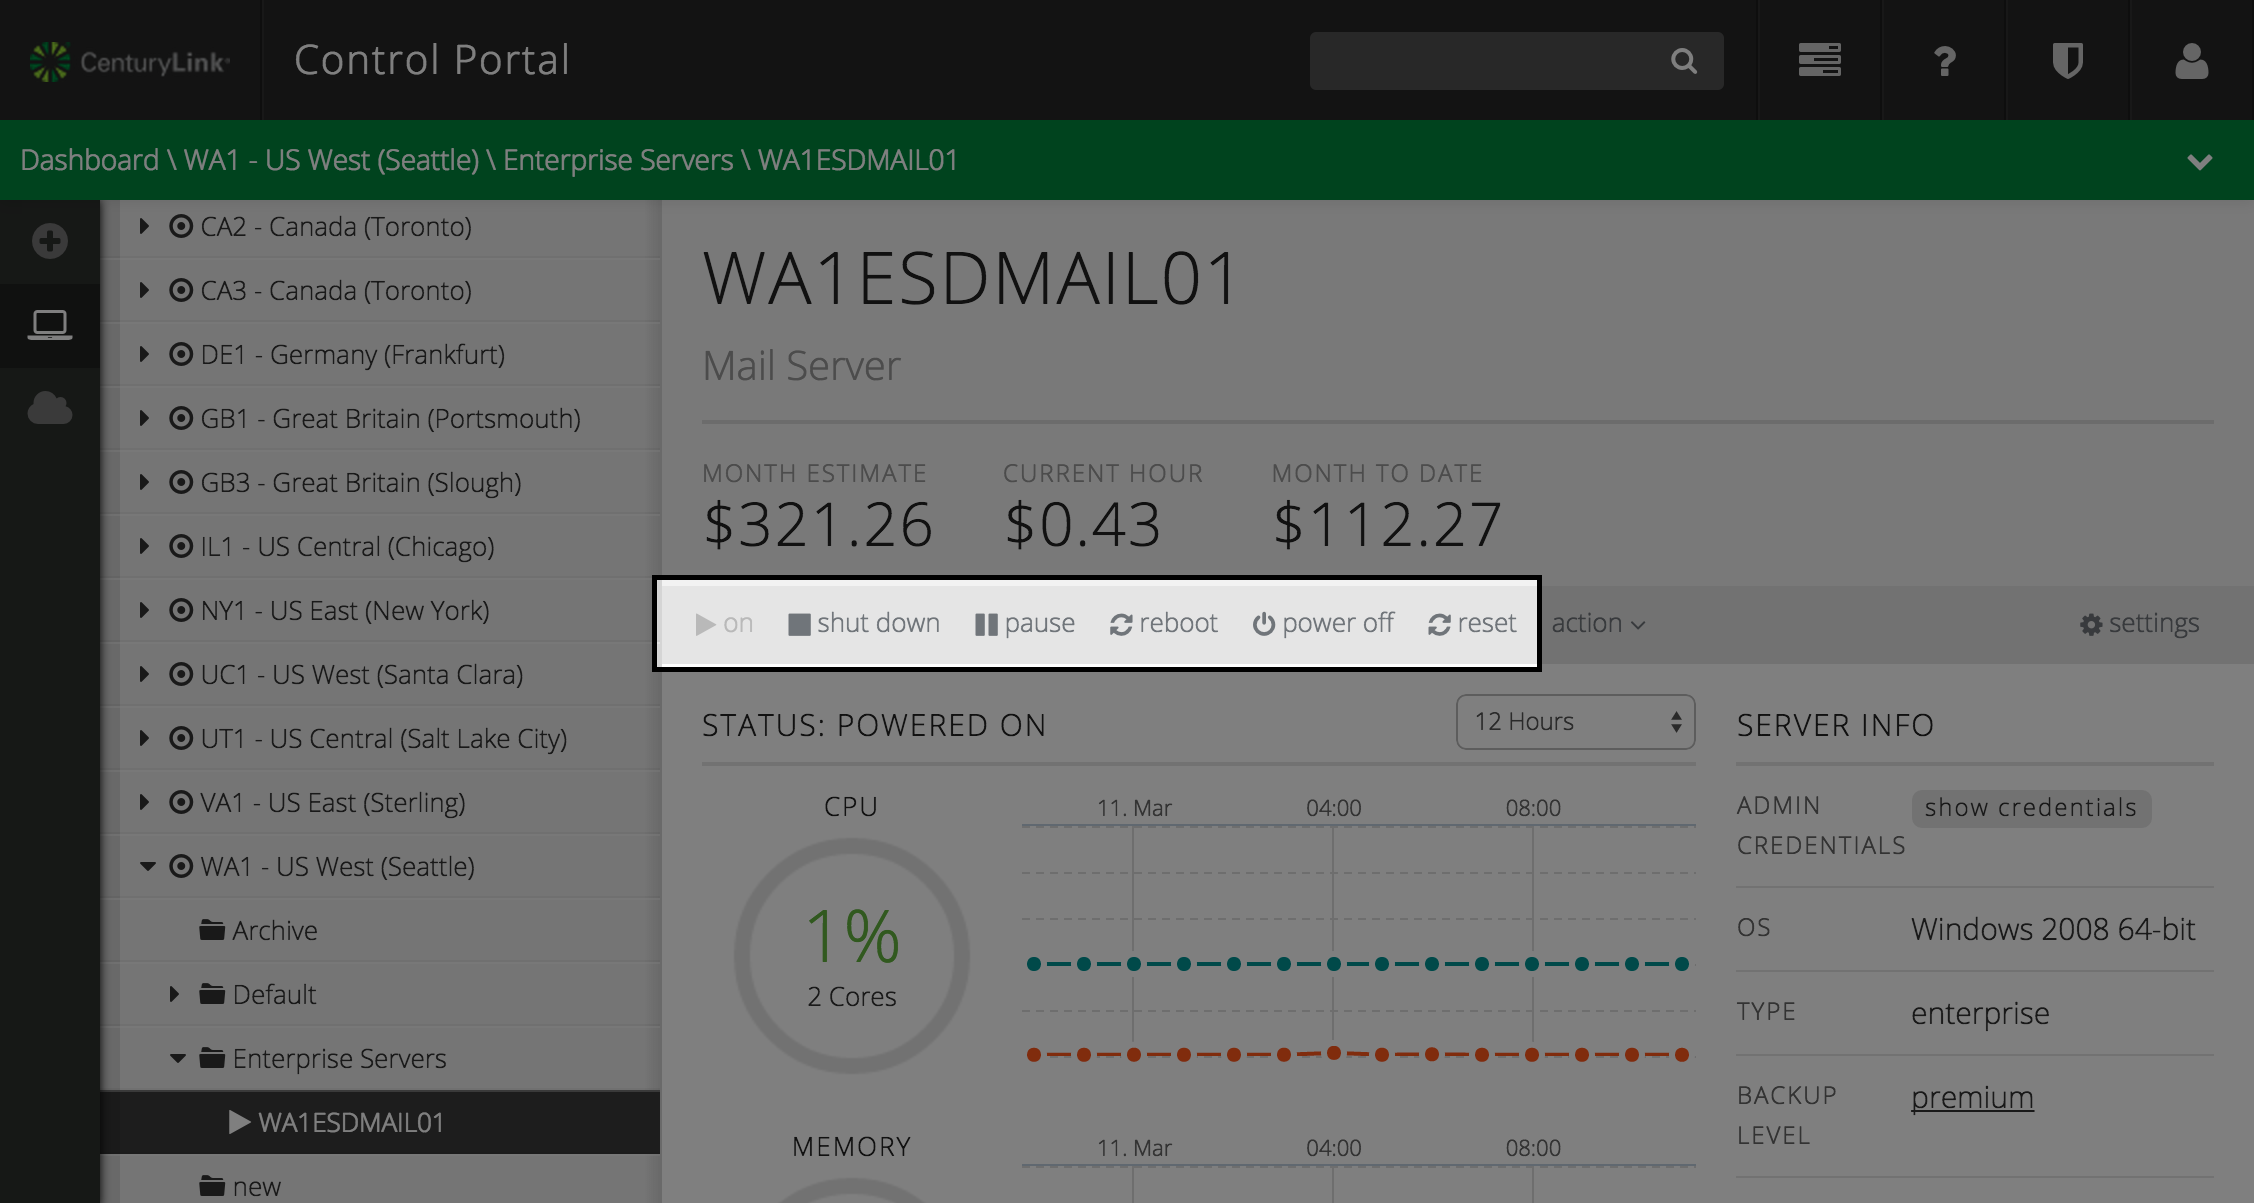 CenturyLink
Control Portal
Dashboard \ WA1 - US West (Seattle) \ Enterprise Servers \ WA1ESDMAIL01
CA2 - Canada (Toronto)
CA3 - Canada (Toronto)
DE1 - Germany (Frankfurt)
GB1 - Great Britain (Portsmouth)
GB3 - Great Britain (Slough)
IL1 - US Central (Chicago)
NY1 - US East (New York)
UC1 - US West (Santa Clara)
UT1 - US Central (Salt Lake City)
VA1 - US East (Sterling)
WA1 - US West (Seattle)
Archive
Default
Enterprise Servers
WA1ESDMAIL01
new
WA1ESDMAIL01
Mail Server
MONTH ESTIMATE CURRENT HOUR MONTH TO DATE
$321.26 $0.43 $112.27
on shut down pause reboot power off reset action settings
STATUS: POWERED ON 12 Hours
CPU 11. Mar 04:00 08:00
1%
2 Cores
MEMORY 11. Mar 04:00 08:00
SERVER INFO
ADMIN CREDENTIALS show credentials
OS Windows 2008 64-bit
TYPE enterprise
BACKUP LEVEL premium